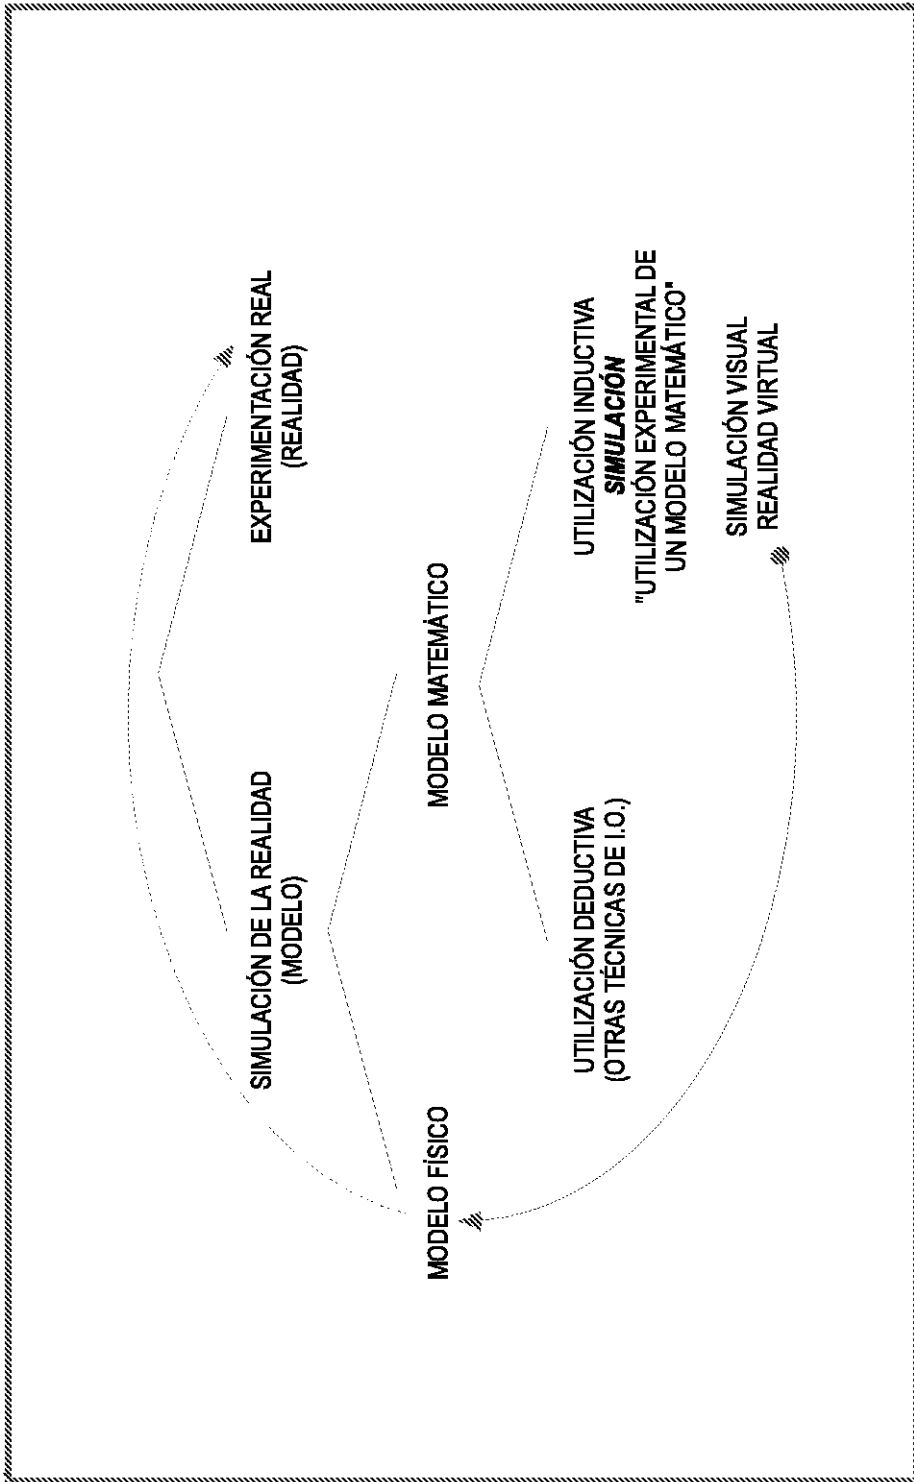 SIMULACIÓN DE LA REALIDAD
(MODELO)
EXPERIMENTACIÓN REAL
(REALIDAD)
MODELO FÍSICO
MODELO MATEMÁTICO
UTILIZACIÓN DEDUCTIVA
(OTRAS TÉCNICAS DE I.O.)
UTILIZACIÓN INDUCTIVA
SIMULACIÓN
"UTILIZACIÓN EXPERIMENTAL DE
UN MODELO MATEMÁTICO"
SIMULACIÓN VISUAL
REALIDAD VIRTUAL